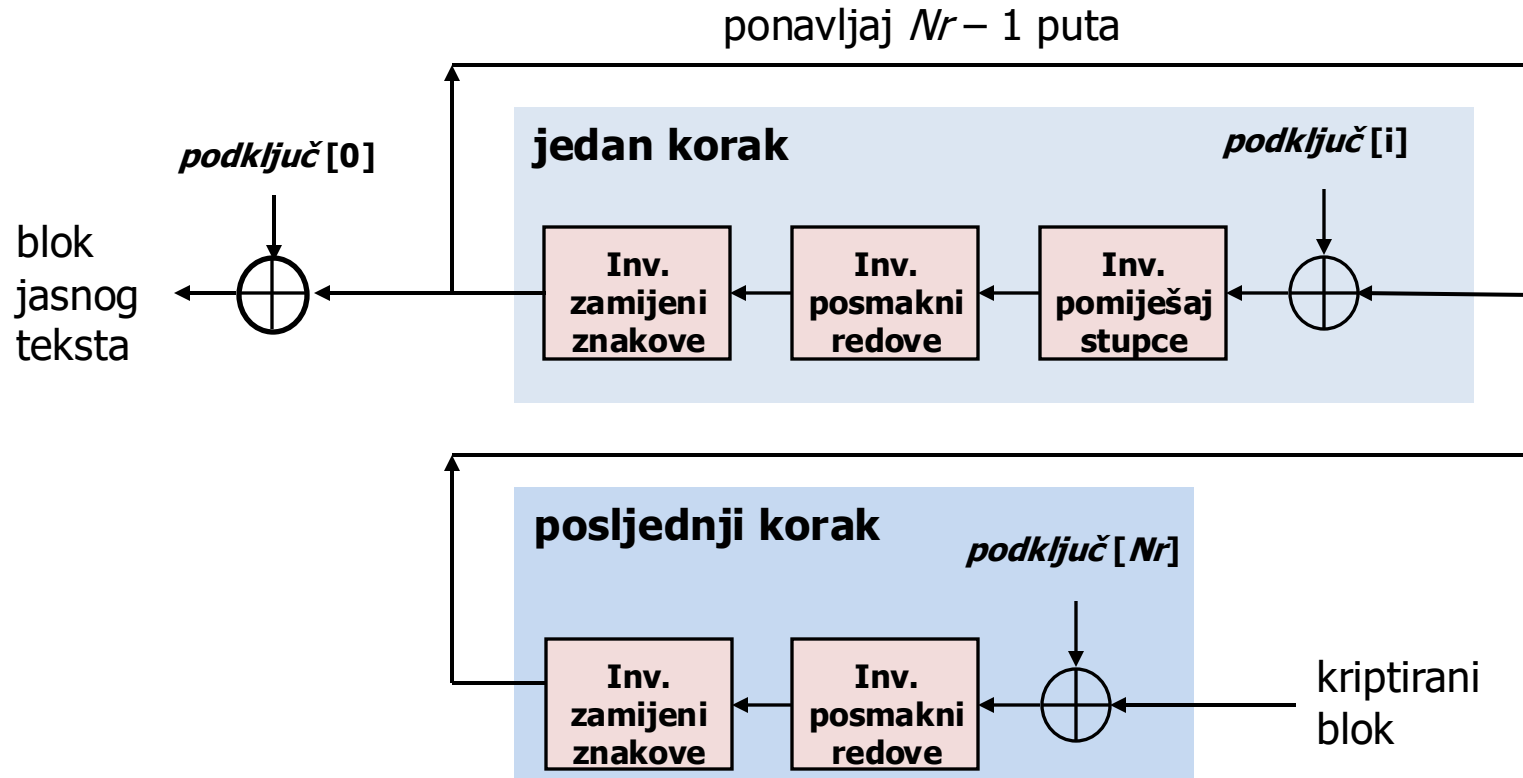 ponavljaj Nr – 1 puta
jedan korak
podključ [i]
podključ [0]
blok
jasnog
teksta
Inv.
zamijeni
znakove
Inv.
posmakni
redove
Inv.
pomiješaj
stupce
posljednji korak
podključ [Nr]
Inv.
zamijeni
znakove
Inv.
posmakni
redove
kriptirani
blok